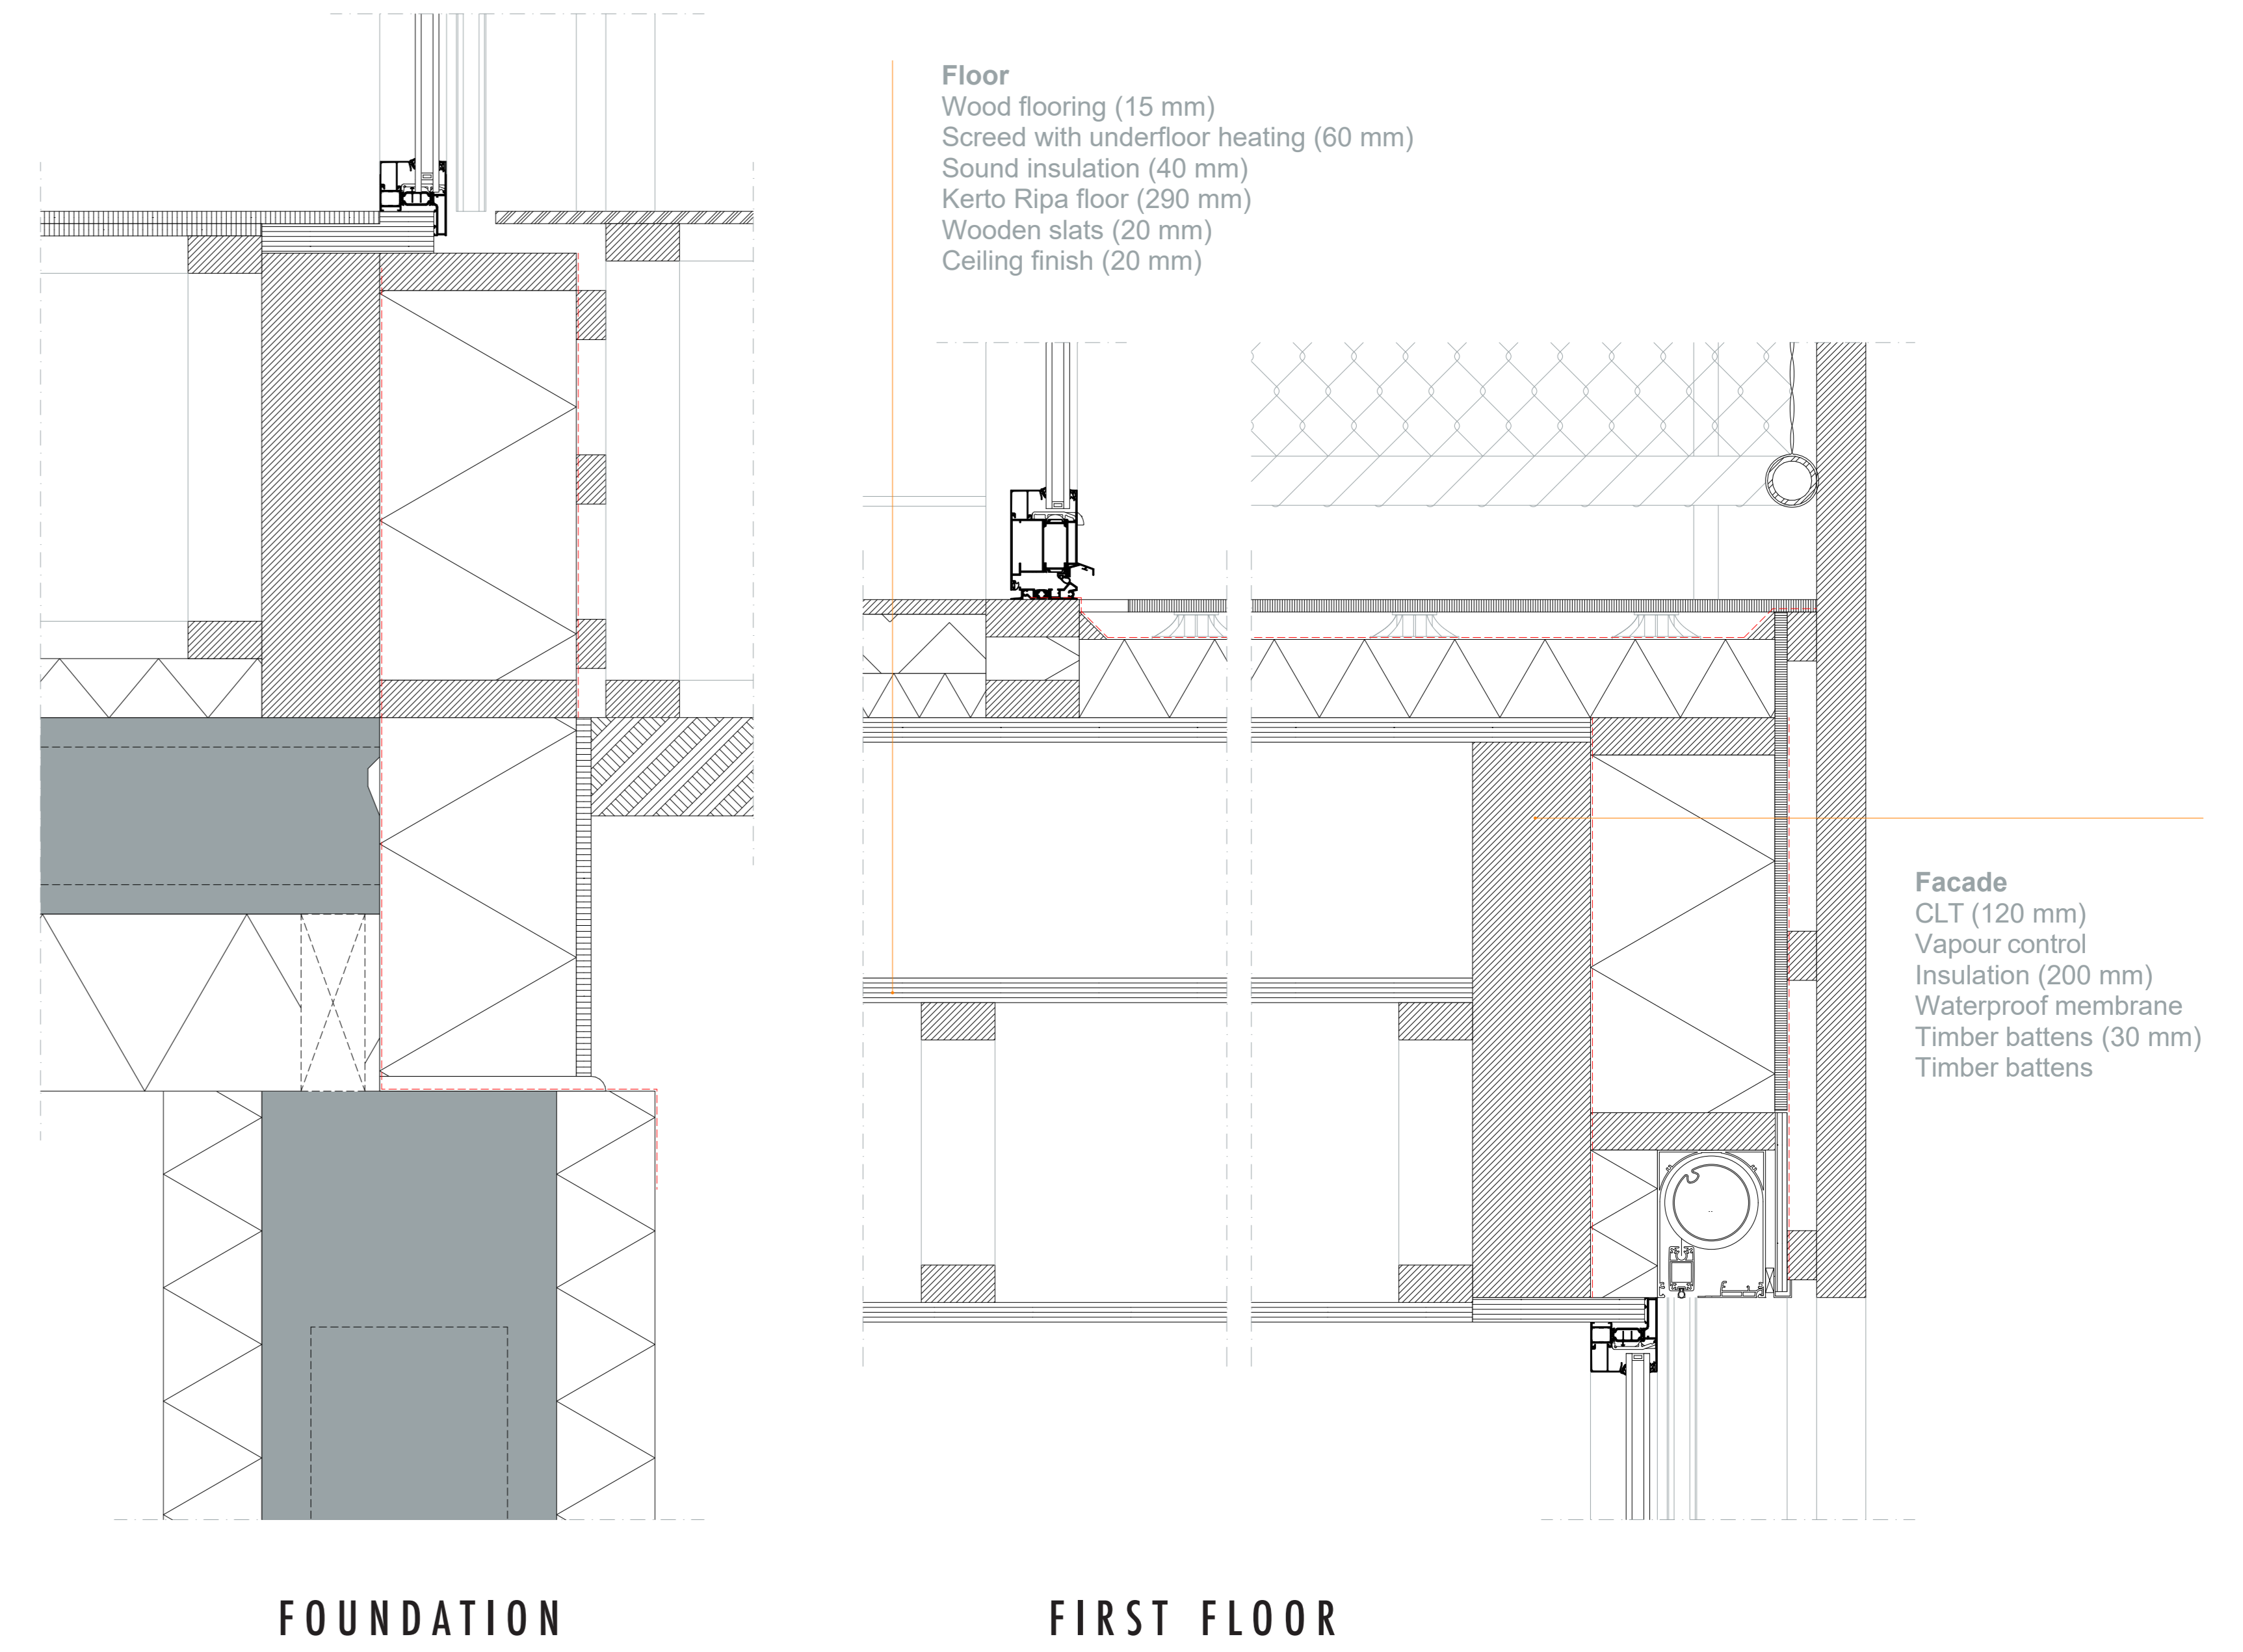 Floor
Wood flooring (15 mm)
Screed with underfloor heating (60 mm)
Sound insulation (40 mm)
Kerto Ripa floor (290 mm)
Wooden slats (20 mm)
Ceiling finish (20 mm)
Facade
CLT (120 mm)
Vapour control
Insulation (200 mm)
Waterproof membrane
Timber battens (30 mm)
Timber battens
FOUNDATION
FIRST FLOOR